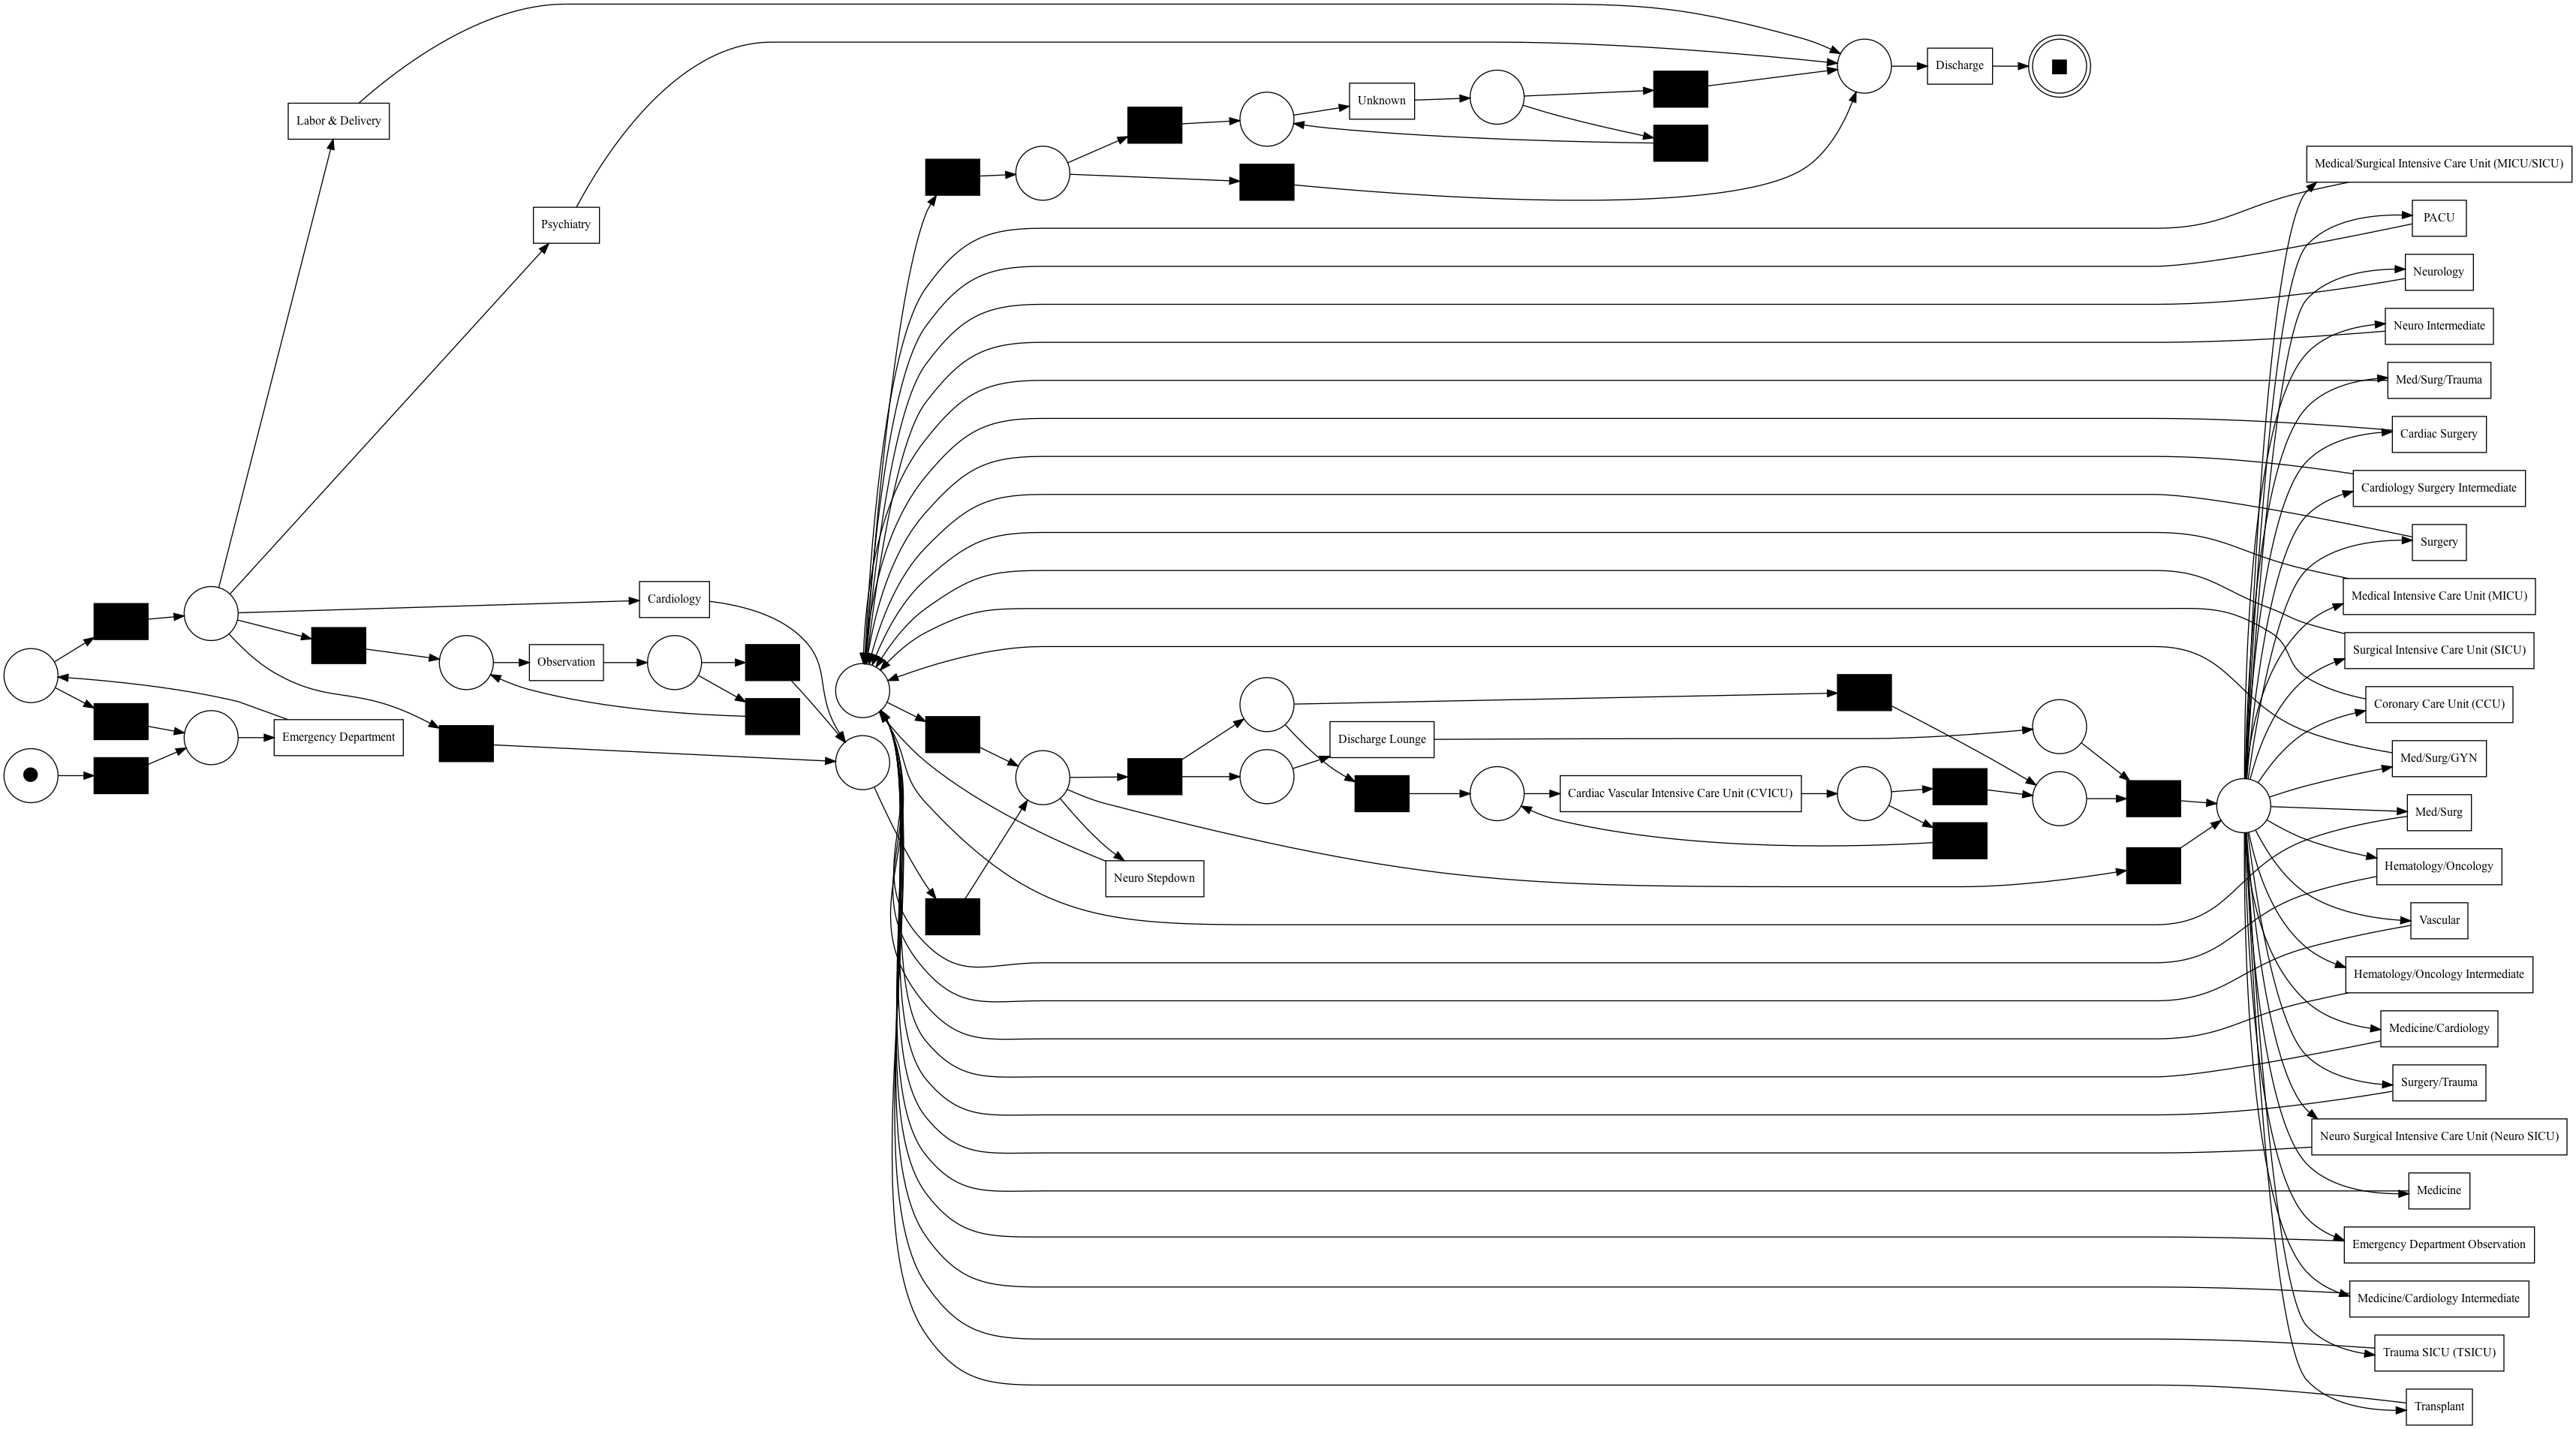 Labor & Delivery
Psychiatry
Cardiology
Observation
Emergency Department
Unknown
Discharge
Discharge Lounge
Cardiac Vascular Intensive Care Unit (CVICU)
Neuro Stepdown
Medical/Surgical Intensive Care Unit (MICU/SICU)
PACU
Neurology
Neuro Intermediate
Med/Surg/Trauma
Cardiac Surgery
Cardiology Surgery Intermediate
Surgery
Medical Intensive Care Unit (MICU)
Surgical Intensive Care Unit (SICU)
Coronary Care Unit (CCU)
Med/Surg/GYN
Med/Surg
Hematology/Oncology
Vascular
Hematology/Oncology Intermediate
Medicine/Cardiology
Surgery/Trauma
Neuro Surgical Intensive Care Unit (Neuro SICU)
Medicine
Emergency Department Observation
Medicine/Cardiology Intermediate
Trauma SICU (TSICU)
Transplant